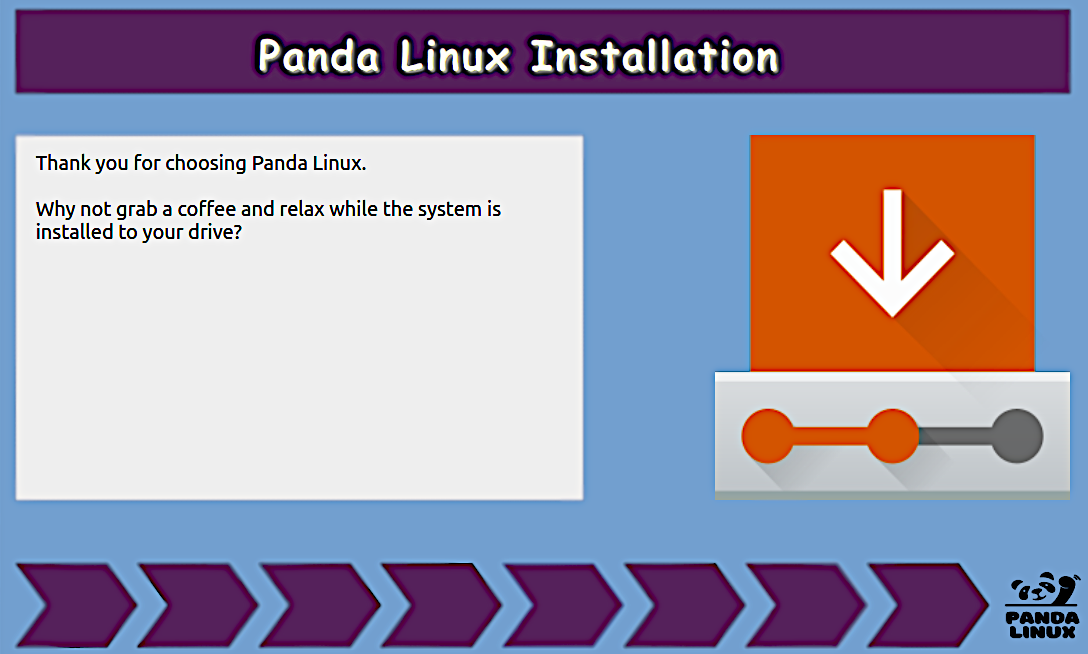 Panda Linux Installation
Thank you for choosing Panda Linux.
Why not grab a coffee and relax while the system is
installed to your drive?
PANDA
LINUX